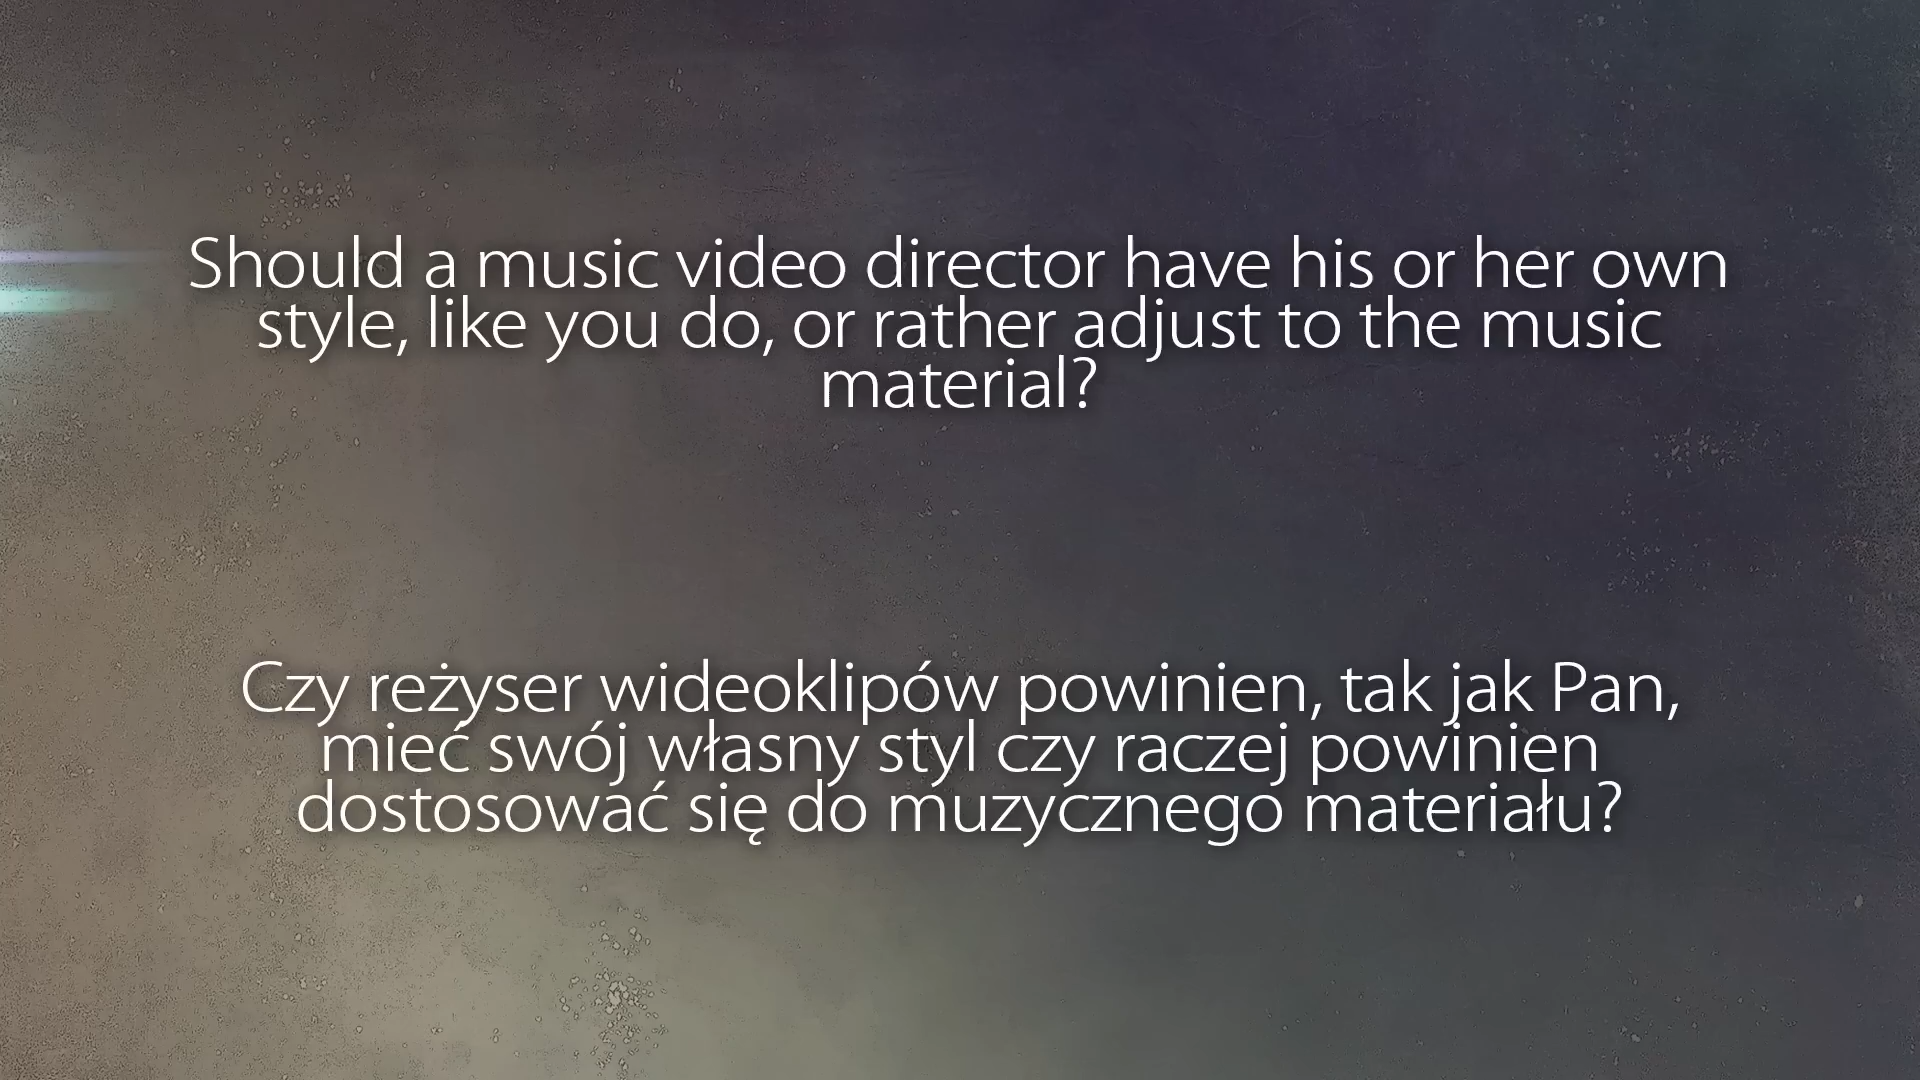 Should a music video director have his or her own
style, like you do, or rather adjust to the music
material?
Czy reżyser wideoklipów powinien, tak jak Pan,
mieć swój własny styl czy raczej powinien
dostosować się do muzycznego materiału?